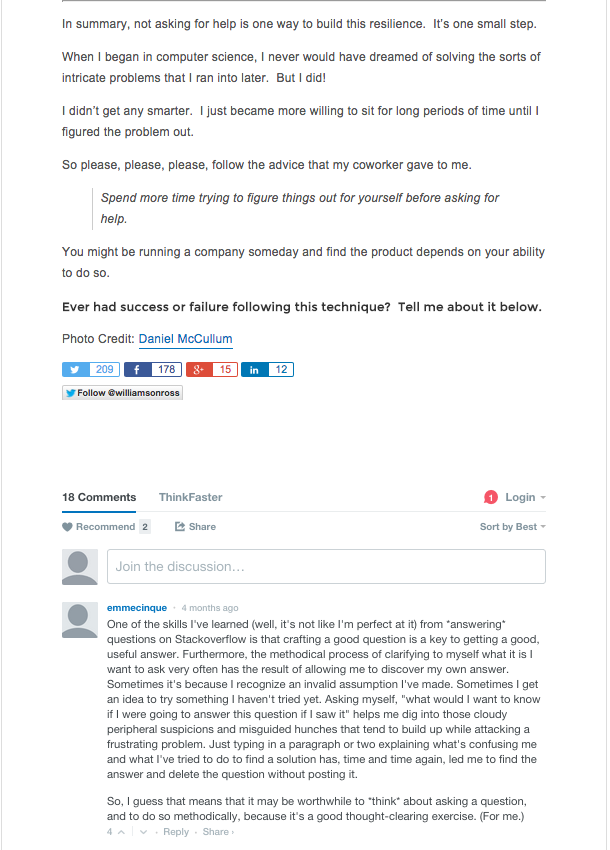 In summary, not asking for help is one way to build this resilience.  It's one small step.
When I began in computer science, I never would have dreamed of solving the sorts of
intricate problems that I ran into later.  But I did!
I didn't get any smarter.  I just became more willing to sit for long periods of time until I
figured the problem out.
So please, please, please, follow the advice that my coworker gave to me.
Spend more time trying to figure things out for yourself before asking for
help.
You might be running a company someday and find the product depends on your ability
to do so.
Ever had success or failure following this technique?  Tell me about it below.
Photo Credit: Daniel McCullum
209 f 178 g+ 15 in 12
Follow @williamsonross
18 Comments ThinkFaster 1 Login
Recommend 2 Share Sort by Best
Join the discussion...
emmecinque · 4 months ago
One of the skills I've learned (well, it's not like I'm perfect at it) from *answering*
questions on Stackoverflow is that crafting a good question is a key to getting a good,
useful answer. Furthermore, the methodical process of clarifying to myself what it is I
want to ask very often has the result of allowing me to discover my own answer.
Sometimes it's because I recognize an invalid assumption I've made. Sometimes I get
an idea to try something I haven't tried yet. Asking myself, "what would I want to know
if I were going to answer this question if I saw it" helps me dig into those cloudy
peripheral suspicions and misguided hunches that tend to build up while attacking a
frustrating problem. Just typing in a paragraph or two explaining what's confusing me
and what I've tried to do to find a solution has, time and time again, led me to find the
answer and delete the question without posting it.
So, I guess that means that it may be worthwhile to *think* about asking a question,
and to do so methodically, because it's a good thought-clearing exercise. (For me.)
4 · Reply · Share ›